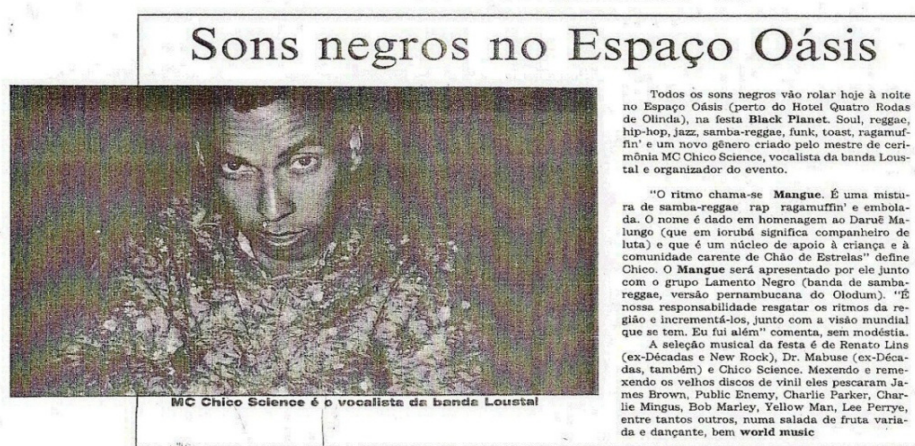 Sons negros no Espaço Oásis
MC Chico Science é o vocalista da banda Loustal
Todos os sons negros vão rolar hoje à noite
no Espaço Oásis (perto do Hotel Quatro Rodas
de Olinda), na festa Black Planet. Soul, reggae,
hip-hop, jazz, samba-reggae, funk, toast, ragamuf-
fin' e um novo gênero criado pelo mestre de ceri-
mônia MC Chico Science, vocalista da banda Lous-
tal e organizador do evento.
"O ritmo chama-se Mangue. É uma mistu-
ra de samba-reggae rap ragamuffin' e embola-
da. O nome é dado em homenagem ao Daruê Ma-
lungo (que em iorubá significa companheiro de
luta) e que é um núcleo de apoio à criança e à
comunidade carente de Chão de Estrelas" define
Chico. O Mangue será apresentado por ele junto
com o grupo Lamento Negro (banda de samba-
reggae, versão pernambucana do Olodum). "É
nossa responsabilidade resgatar os ritmos da re-
gião e incrementá-los, junto com a visão mundial
que se tem. Eu fui além" comenta, sem modéstia.
A seleção musical da festa é de Renato Lins
(ex-Décadas e New Rock), Dr. Mabuse (ex-Déca-
das, também) e Chico Science. Mexendo e reme-
xendo os velhos discos de vinil eles pescaram Ja-
mes Brown, Public Enemy, Charlie Parker, Char-
lie Mingus, Bob Marley, Yellow Man, Lee Perrye,
entre tantos outros, numa salada de fruta varia-
da e dançante, bem world music